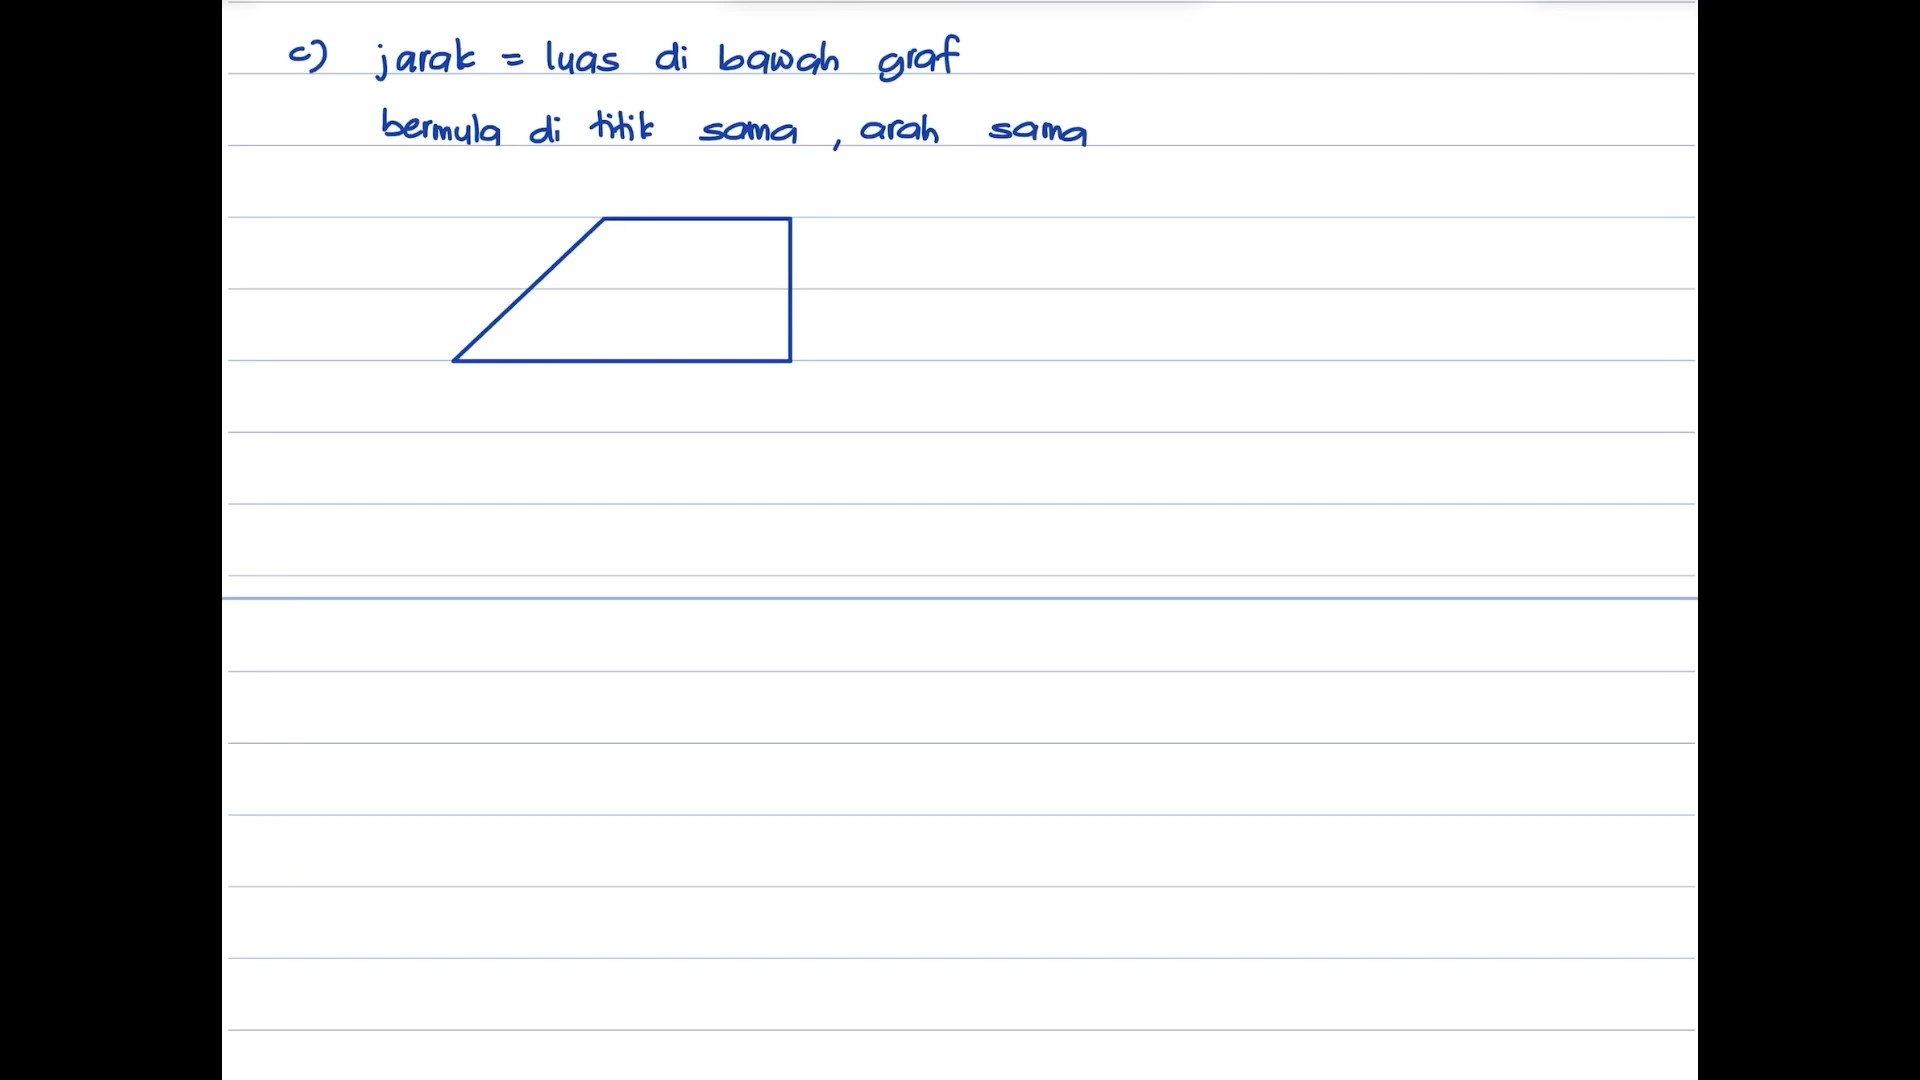 c) jarak = luas di bawah graf
bermula di titik sama, arah sama